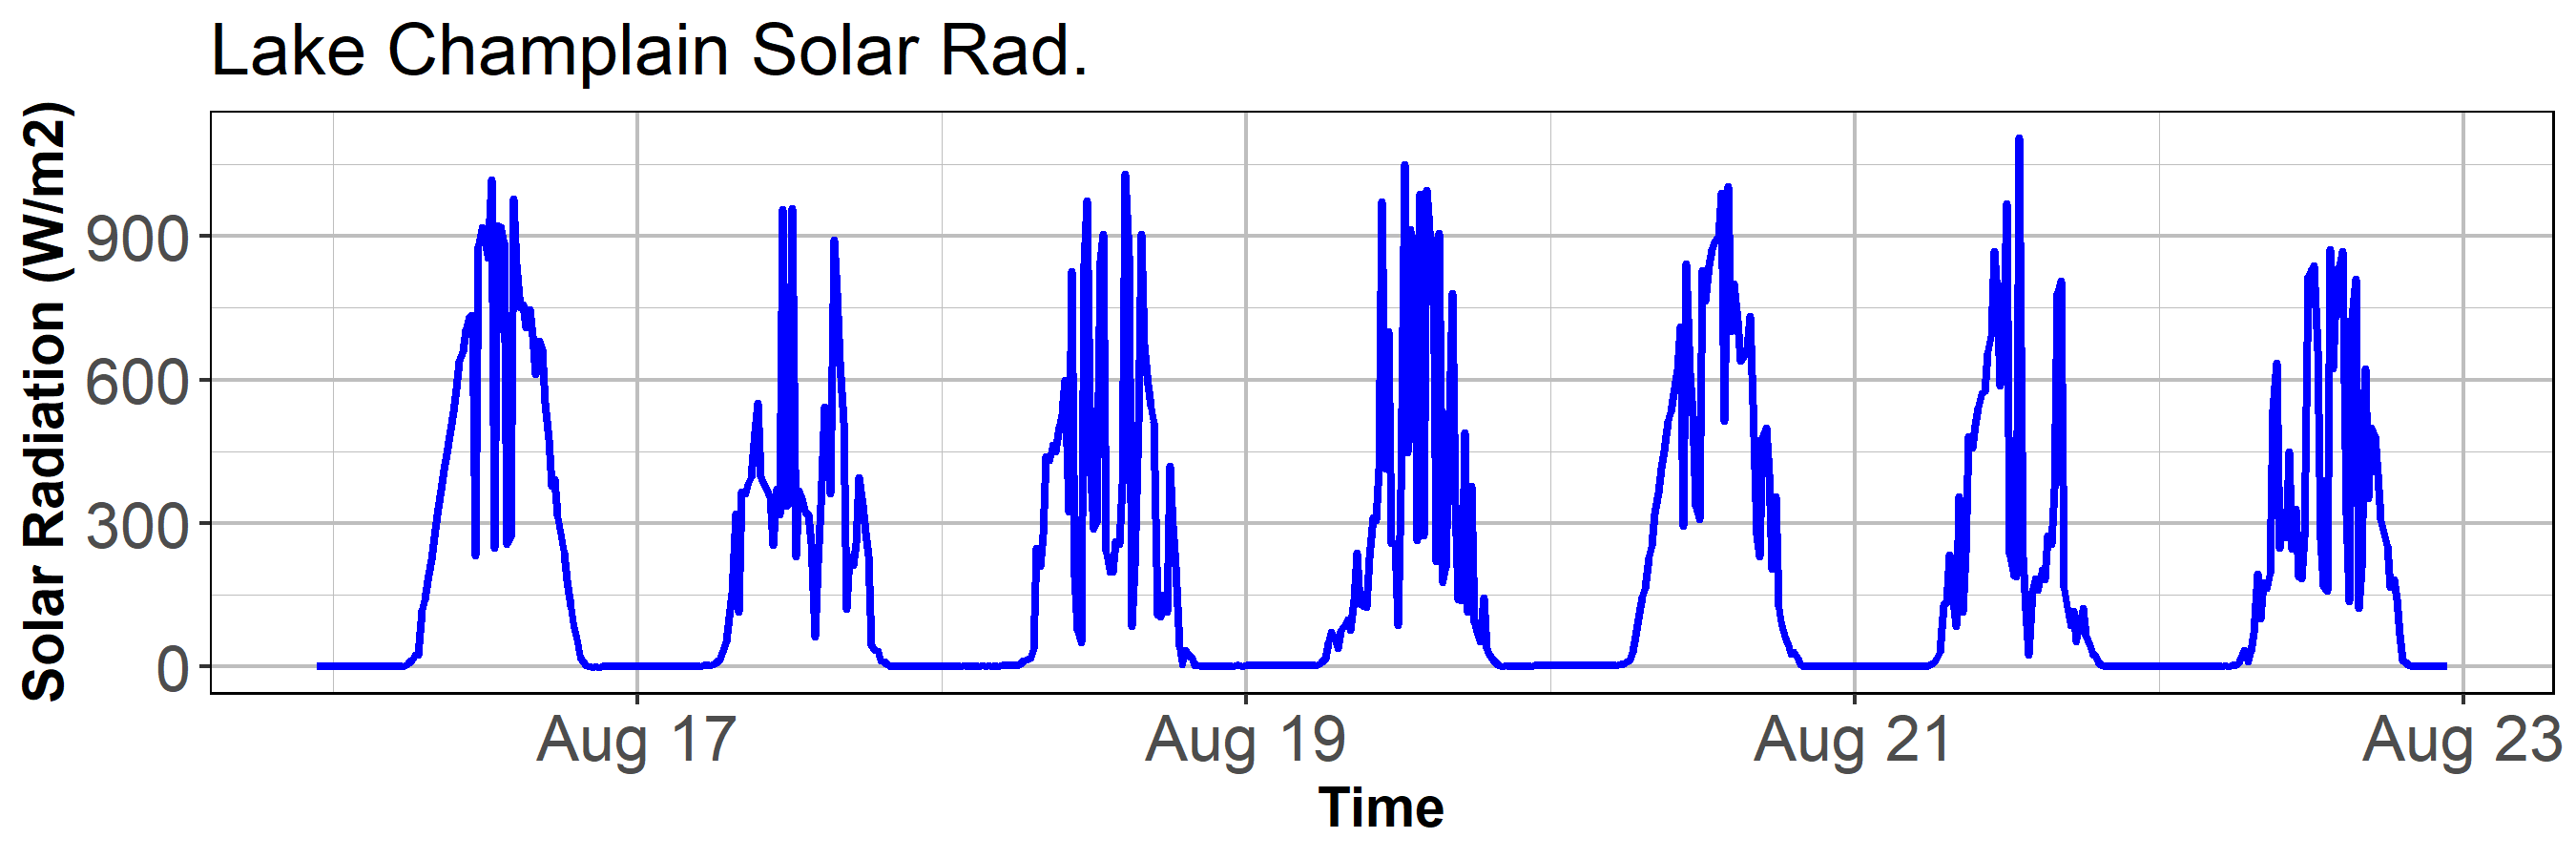 Lake Champlain Solar Rad.
Solar Radiation (W/m2)
900
600
300
0
Aug 17 Aug 19 Aug 21 Aug 23
Time